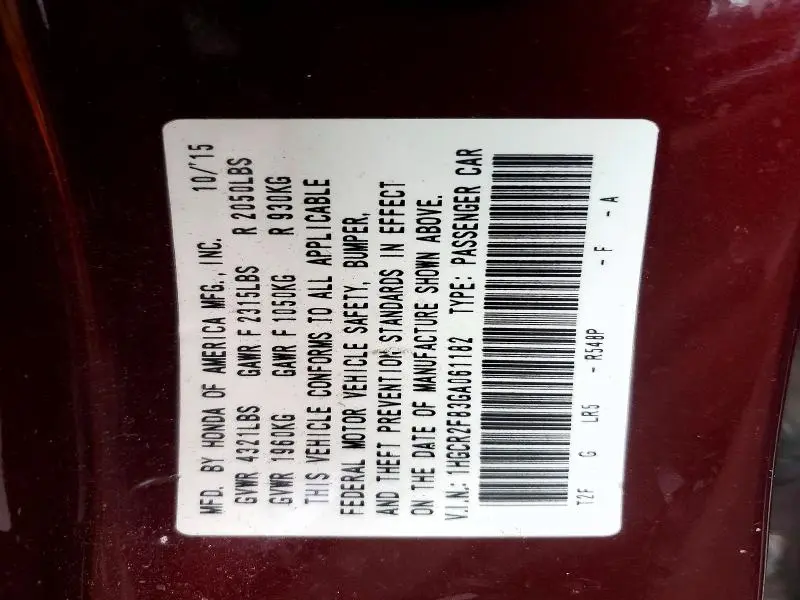 MFD. BY HONDA OF AMERICA MFG., INC. 10/'15
GVWR 4321LBS GAWR F 2315LBS R 2050LBS
GVWR 1960KG GAWR F 1050KG R 930KG
THIS VEHICLE CONFORMS TO ALL APPLICABLE
FEDERAL MOTOR VEHICLE SAFETY, BUMPER,
AND THEFT PREVENTION STANDARDS IN EFFECT
ON THE DATE OF MANUFACTURE SHOWN ABOVE.
V.I.N.: 1HGCR2F83GA061182 TYPE: PASSENGER CAR
T2F G LR5 - R548P - F - A